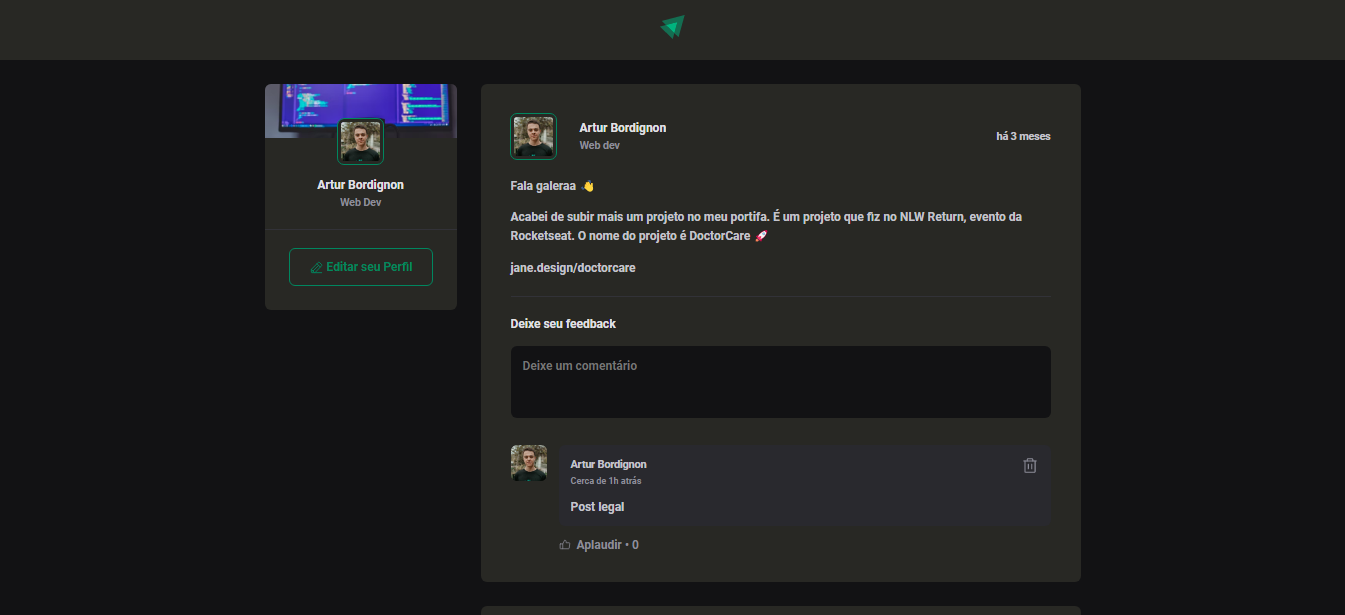 Artur Bordignon
Web Dev
Editar seu Perfil
Artur Bordignon
Web dev
há 3 meses
Fala galeraa 👋
Acabei de subir mais um projeto no meu portifa. É um projeto que fiz no NLW Return, evento da
Rocketseat. O nome do projeto é DoctorCare 🚀
jane.design/doctorcare
Deixe seu feedback
Deixe um comentário
Artur Bordignon
Cerca de 1h atrás
Post legal
Aplaudir • 0